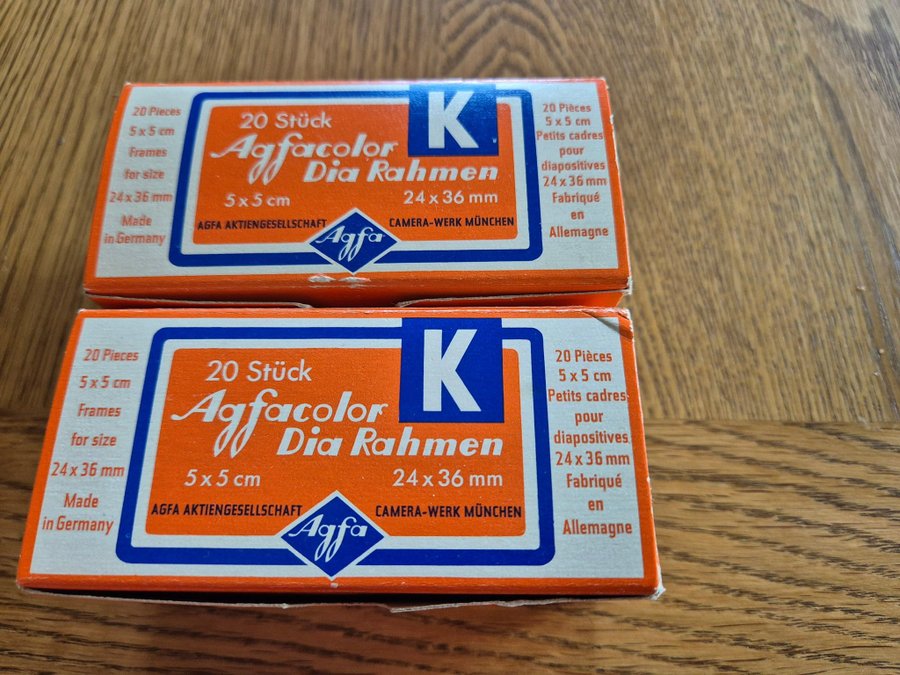 20 Pieces
5 x 5 cm
Frames
for size
24 x 36 mm
Made
in Germany
20 Stück
K
Agfacolor
Dia Rahmen
5 x 5 cm 24 x 36 mm
AGFA AKTIENGESELLSCHAFT CAMERA-WERK MÜNCHEN
Agfa
20 Pièces
5 x 5 cm
Petits cadres
pour
diapositives
24 x 36 mm
Fabriqué
en
Allemagne
20 Pieces
5 x 5 cm
Frames
for size
24 x 36 mm
Made
in Germany
20 Stück
K
Agfacolor
Dia Rahmen
5 x 5 cm 24 x 36 mm
AGFA AKTIENGESELLSCHAFT CAMERA-WERK MÜNCHEN
Agfa
20 Pièces
5 x 5 cm
Petits cadres
pour
diapositives
24 x 36 mm
Fabriqué
en
Allemagne